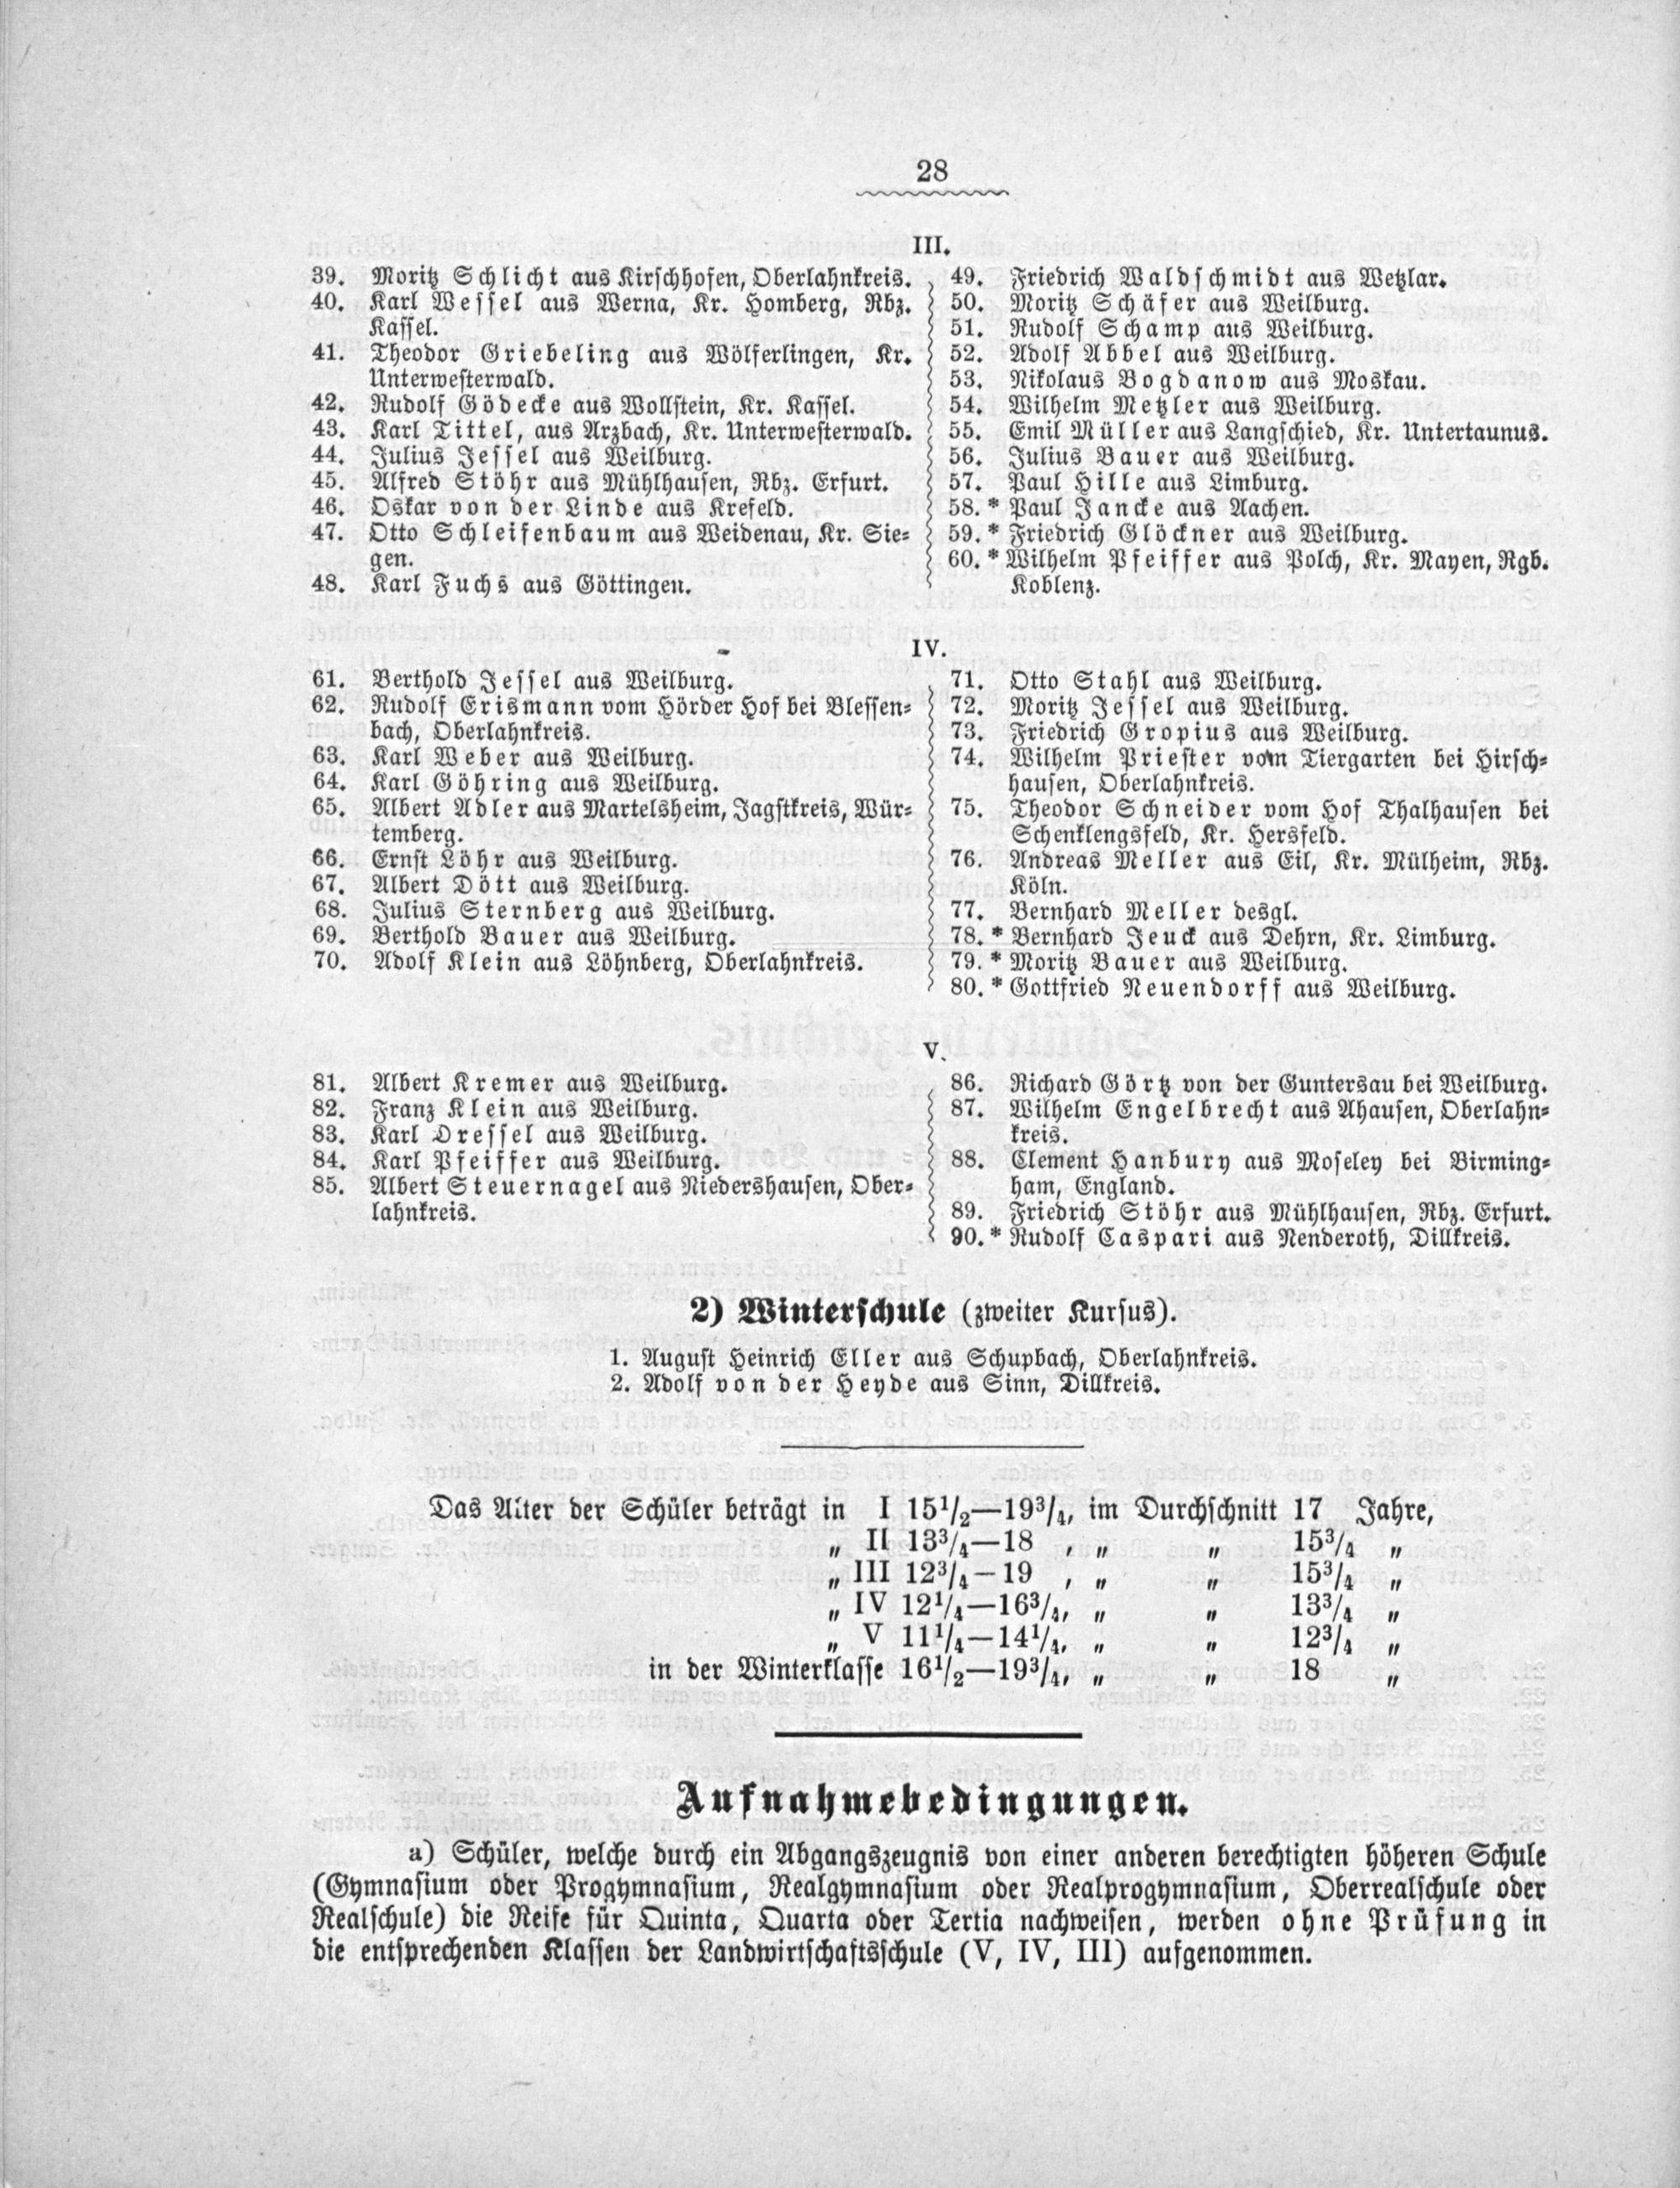 28
III.
39. Moritz Schlicht aus Kirschhofen, Oberlahnkreis.
40. Karl Wessel aus Werna, Kr. Homberg, Rbz.
Kassel.
41. Theodor Griebeling aus Wölferlingen, Kr.
Unterwesterwald.
42. Rudolf Gödecke aus Wollstein, Kr. Kassel.
43. Karl Tittel, aus Arzbach, Kr. Unterwesterwald.
44. Julius Jessel aus Weilburg.
45. Alfred Stöhr aus Mühlhausen, Rbz. Erfurt.
46. Oskar von der Linde aus Krefeld.
47. Otto Schleifenbaum aus Weidenau, Kr. Sie-
gen.
48. Karl Fuchs aus Göttingen.
49. Friedrich Waldschmidt aus Wetzlar.
50. Moritz Schäfer aus Weilburg.
51. Rudolf Schamp aus Weilburg.
52. Adolf Abbel aus Weilburg.
53. Nikolaus Bogdanow aus Moskau.
54. Wilhelm Metzler aus Weilburg.
55. Emil Müller aus Langschied, Kr. Untertaunus.
56. Julius Bauer aus Weilburg.
57. Paul Hille aus Limburg.
58.* Paul Jancke aus Aachen.
59.* Friedrich Glöckner aus Weilburg.
60.* Wilhelm Pfeiffer aus Polch, Kr. Mayen, Rgb.
Koblenz.
IV.
61. Berthold Jessel aus Weilburg.
62. Rudolf Erismann vom Hörder Hof bei Blessen-
bach, Oberlahnkreis.
63. Karl Weber aus Weilburg.
64. Karl Göhring aus Weilburg.
65. Albert Adler aus Martelsheim, Jagstkreis, Wür-
temberg.
66. Ernst Löhr aus Weilburg.
67. Albert Dött aus Weilburg.
68. Julius Sternberg aus Weilburg.
69. Berthold Bauer aus Weilburg.
70. Adolf Klein aus Löhnberg, Oberlahnkreis.
71. Otto Stahl aus Weilburg.
72. Moritz Jessel aus Weilburg.
73. Friedrich Gropius aus Weilburg.
74. Wilhelm Priester vom Tiergarten bei Hirsch-
hausen, Oberlahnkreis.
75. Theodor Schneider vom Hof Thalhausen bei
Schenklengsfeld, Kr. Hersfeld.
76. Andreas Meller aus Eil, Kr. Mülheim, Rbz.
Köln.
77. Bernhard Meller desgl.
78.* Bernhard Jeuck aus Dehrn, Kr. Limburg.
79.* Moritz Bauer aus Weilburg.
80.* Gottfried Neuendorff aus Weilburg.
V.
81. Albert Kremer aus Weilburg.
82. Franz Klein aus Weilburg.
83. Karl Dressel aus Weilburg.
84. Karl Pfeiffer aus Weilburg.
85. Albert Steuernagel aus Niedershausen, Ober-
lahnkreis.
86. Richard Görtz von der Guntersau bei Weilburg.
87. Wilhelm Engelbrecht aus Ahausen, Oberlahn-
kreis.
88. Clement Hanbury aus Moseley bei Birming-
ham, England.
89. Friedrich Stöhr aus Mühlhausen, Rbz. Erfurt.
90.* Rudolf Caspari aus Nenderoth, Dillkreis.
2) Winterschule (zweiter Kursus).
1. August Heinrich Eller aus Schupbach, Oberlahnkreis.
2. Adolf von der Heyde aus Sinn, Dillkreis.
Das Alter der Schüler beträgt in I 15¹/₂—19³/₄, im Durchschnitt 17 Jahre,
„ II 13³/₄—18 , „ „ 15³/₄ „
„ III 12³/₄—19 , „ „ 15³/₄ „
„ IV 12¹/₄—16³/₄, „ „ 13³/₄ „
„ V 11¹/₄—14¹/₄, „ „ 12³/₄ „
in der Winterklasse 16¹/₂—19³/₄, „ „ 18 „
Aufnahmebedingungen.
a) Schüler, welche durch ein Abgangszeugnis von einer anderen berechtigten höheren Schule
(Gymnasium oder Progymnasium, Realgymnasium oder Realprogymnasium, Oberrealschule oder
Realschule) die Reife für Quinta, Quarta oder Tertia nachweisen, werden ohne Prüfung in
die entsprechenden Klassen der Landwirtschaftsschule (V, IV, III) aufgenommen.